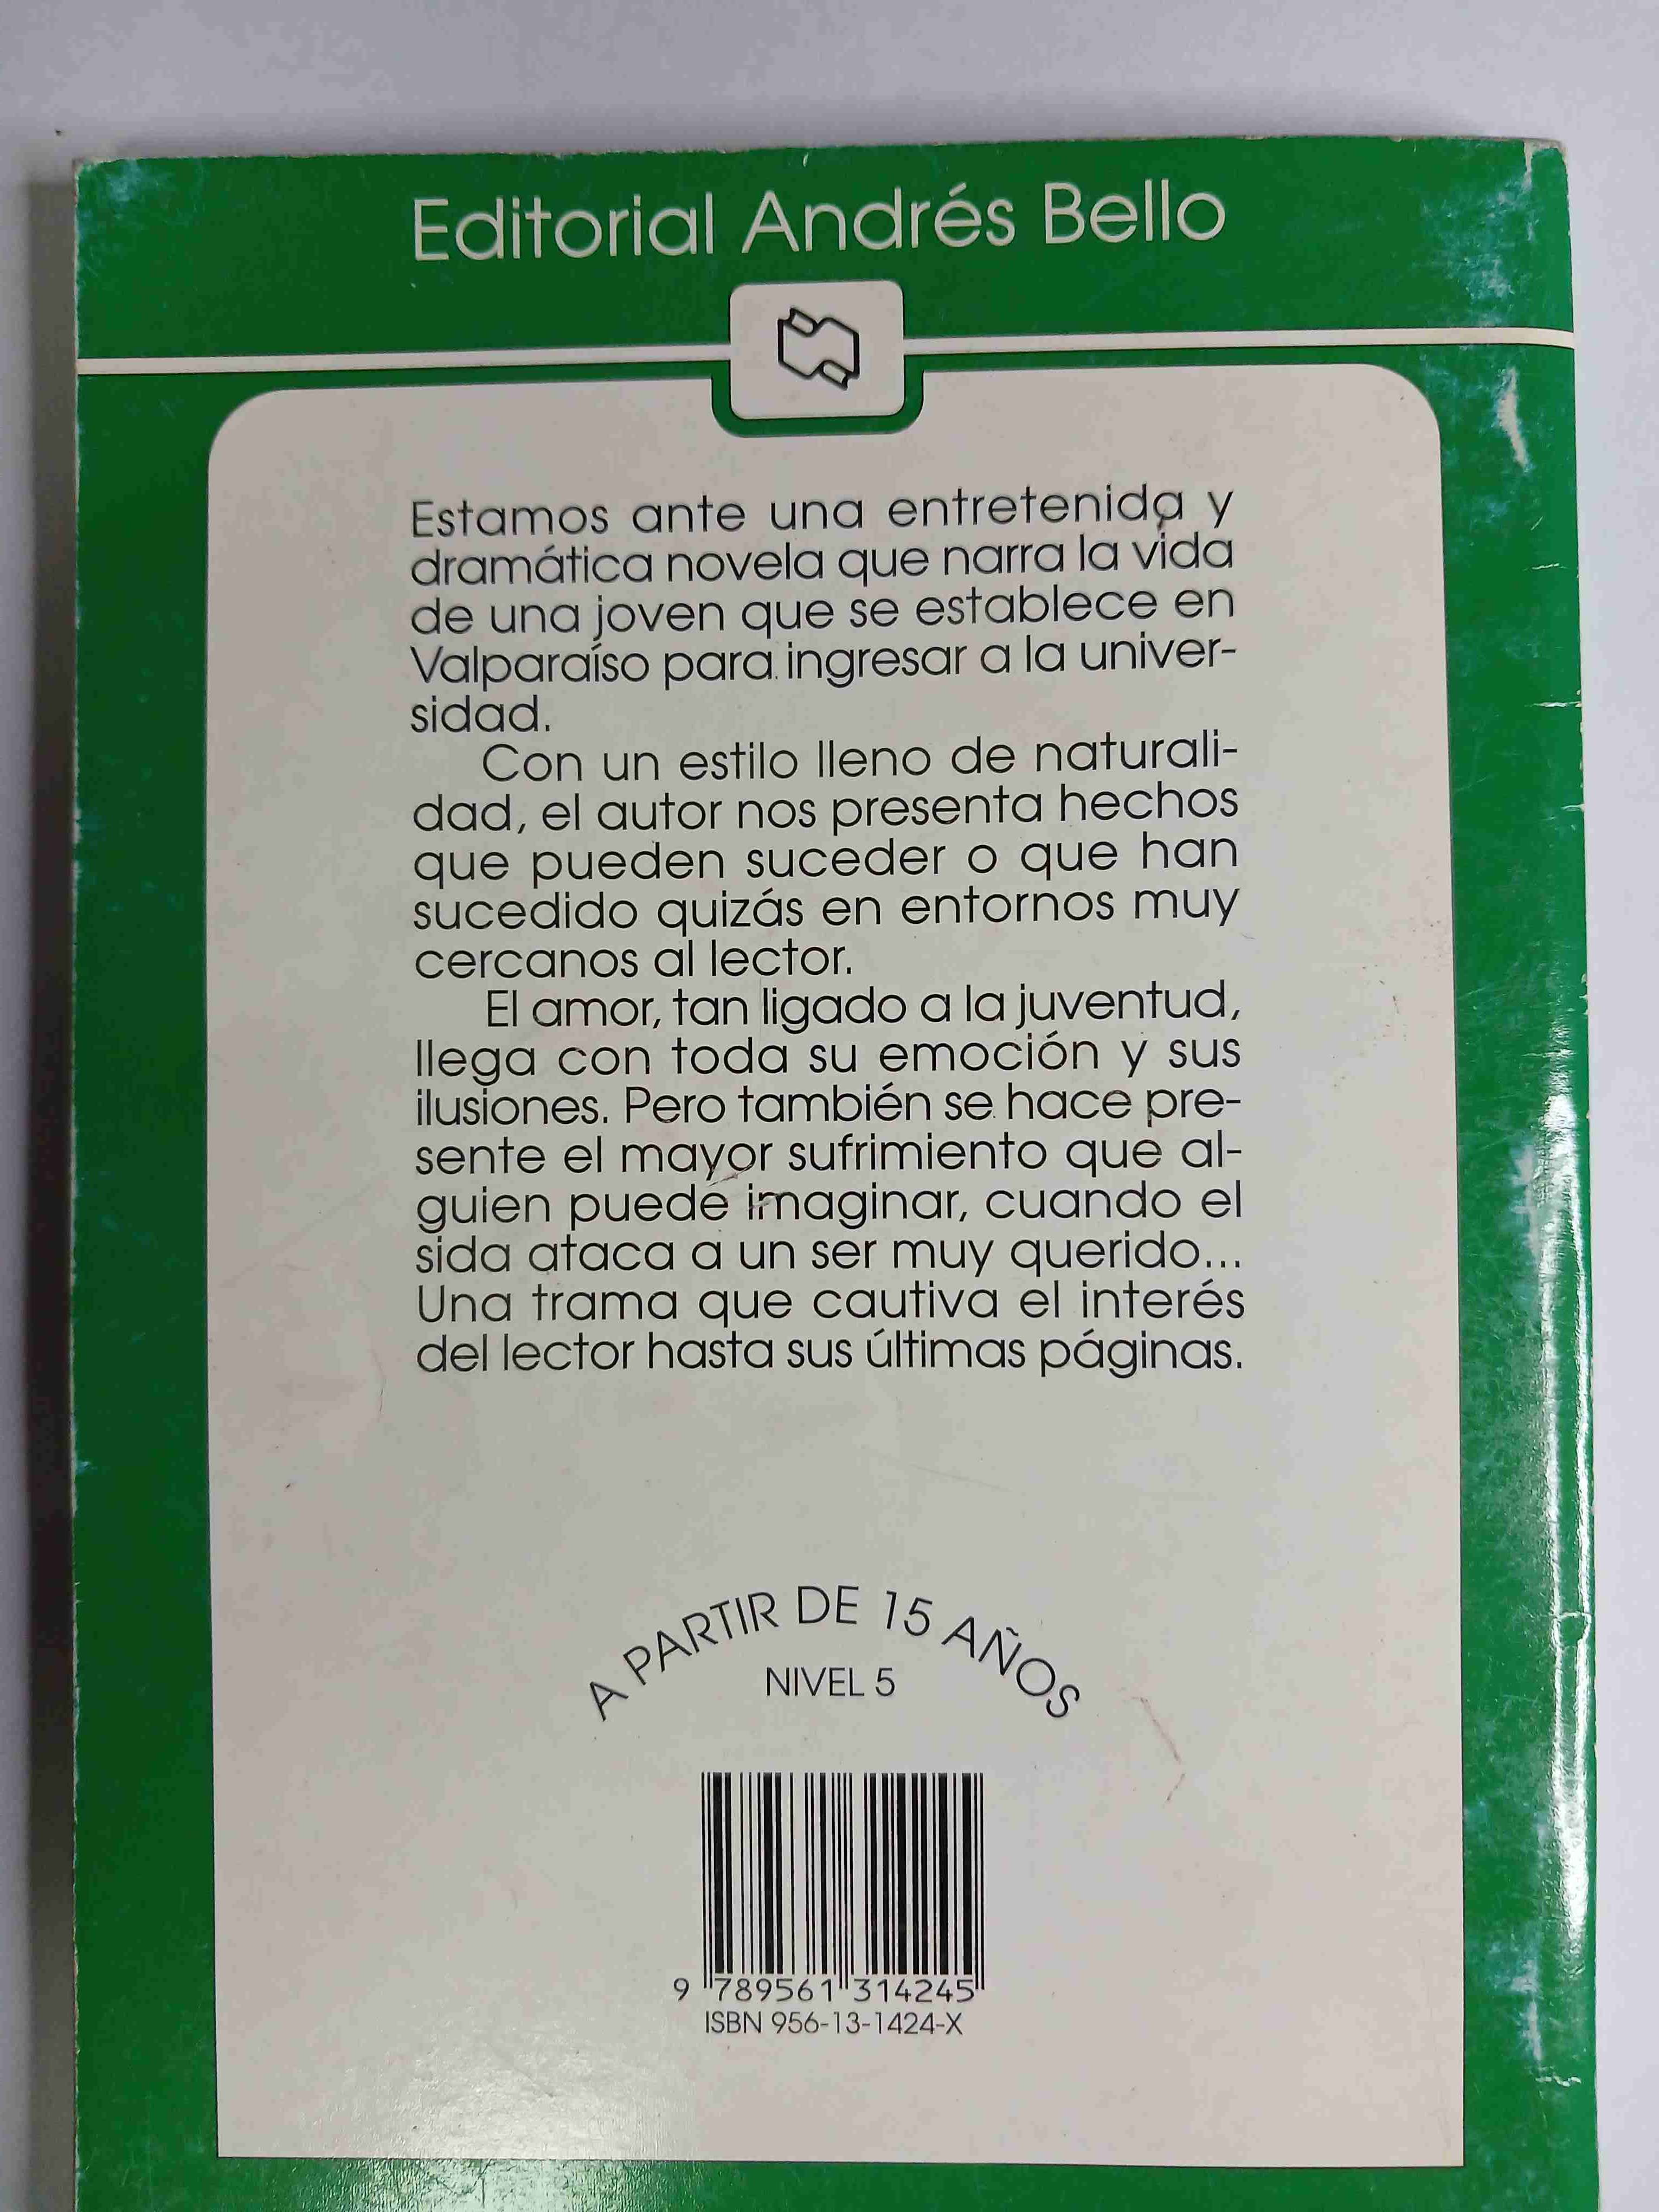 Editorial Andrés Bello
Estamos ante una entretenida y
dramática novela que narra la vida
de una joven que se establece en
Valparaíso para ingresar a la univer-
sidad.
Con un estilo lleno de naturali-
dad, el autor nos presenta hechos
que pueden suceder o que han
sucedido quizás en entornos muy
cercanos al lector.
El amor, tan ligado a la juventud,
llega con toda su emoción y sus
ilusiones. Pero también se hace pre-
sente el mayor sufrimiento que al-
guien puede imaginar, cuando el
sida ataca a un ser muy querido...
Una trama que cautiva el interés
del lector hasta sus últimas páginas.
A PARTIR DE 15 AÑOS
NIVEL 5
9 789561 314245
ISBN 956-13-1424-X